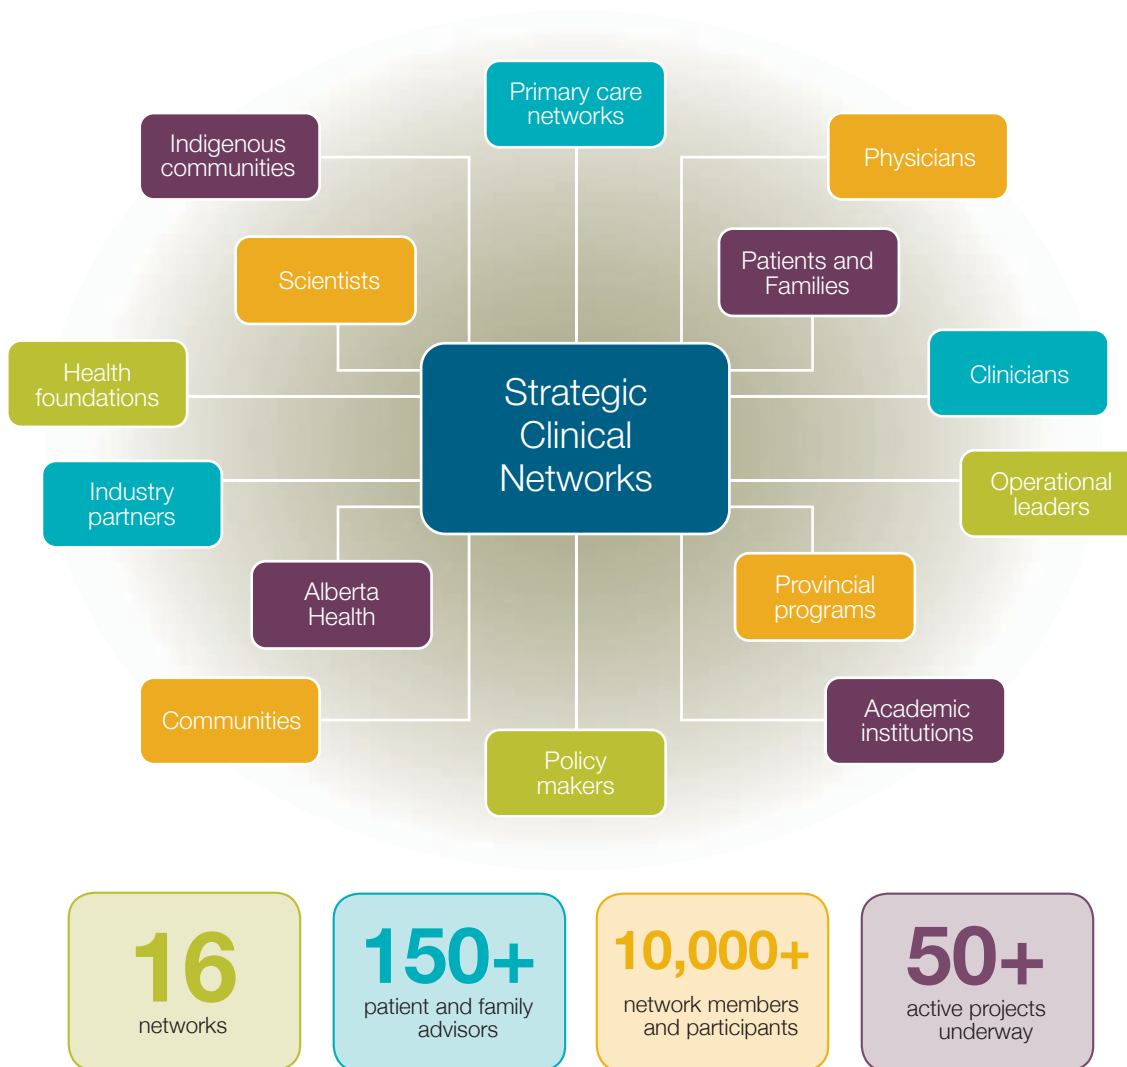 Primary care
networks
Indigenous
communities
Physicians
Scientists
Patients and
Families
Health
foundations
Strategic
Clinical
Networks
Clinicians
Industry
partners
Operational
leaders
Alberta
Health
Provincial
programs
Communities
Academic
institutions
Policy
makers
16
networks
150+
patient and family
advisors
10,000+
network members
and participants
50+
active projects
underway